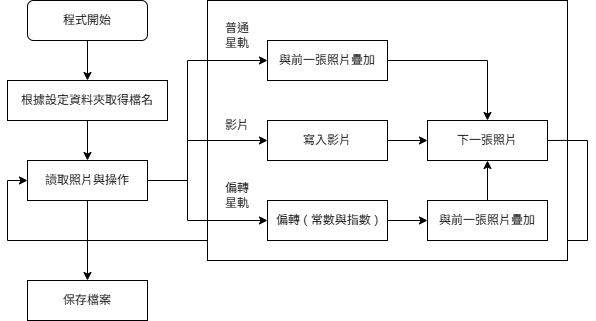 程式開始
根據設定資料夾取得檔名
讀取照片與操作
保存檔案
普通
星軌
與前一張照片疊加
影片
寫入影片
下一張照片
偏轉
星軌
偏轉 ( 常數與指數 )
與前一張照片疊加